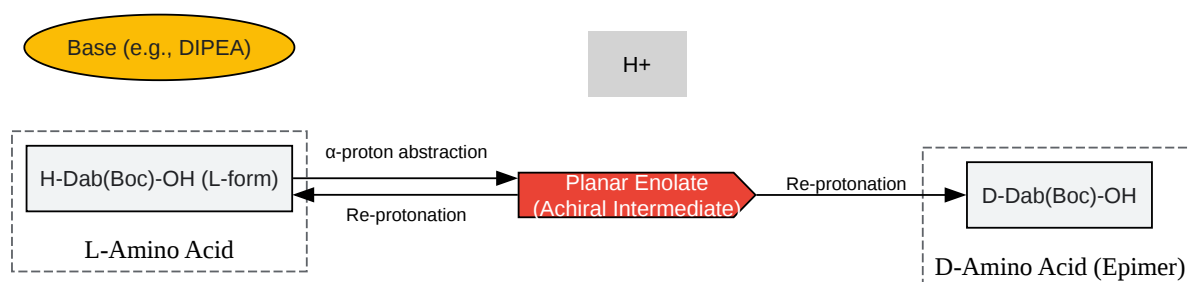 Base (e.g., DIPEA)
H+
H-Dab(Boc)-OH (L-form)
L-Amino Acid
α-proton abstraction
Re-protonation
Planar Enolate
(Achiral Intermediate)
Re-protonation
D-Dab(Boc)-OH
D-Amino Acid (Epimer)